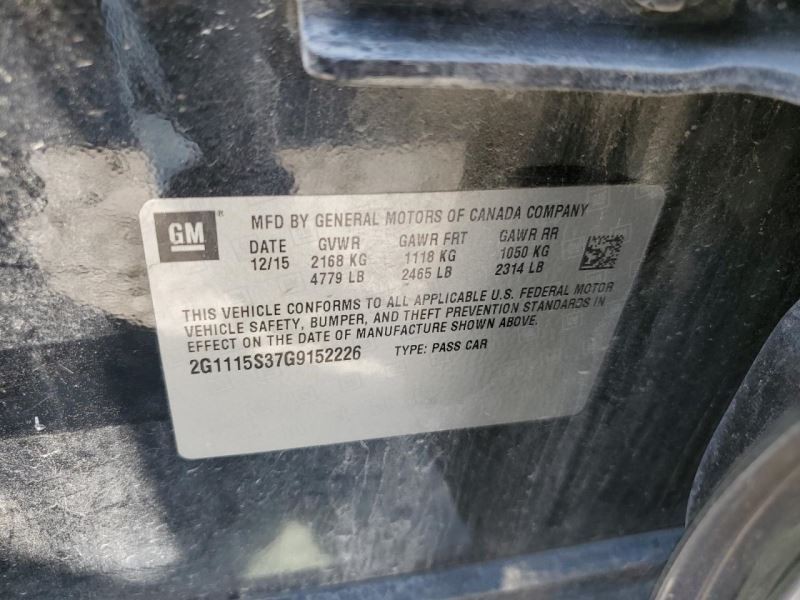 GM ® MFD BY GENERAL MOTORS OF CANADA COMPANY
DATE GVWR GAWR FRT GAWR RR
12/15 2168 KG 1118 KG 1050 KG
4779 LB 2465 LB 2314 LB
THIS VEHICLE CONFORMS TO ALL APPLICABLE U.S. FEDERAL MOTOR
VEHICLE SAFETY, BUMPER, AND THEFT PREVENTION STANDARDS IN
EFFECT ON THE DATE OF MANUFACTURE SHOWN ABOVE.
2G1115S37G9152226 TYPE: PASS CAR